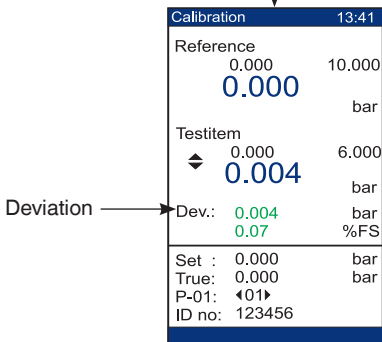 Calibration 13:41
Reference
0.000 10.000
0.000
bar
Testitem
0.000 6.000
0.004
bar
Deviation
Dev.: 0.004 bar
0.07 %FS
Set : 0.000 bar
True: 0.000 bar
P-01: 01
ID no: 123456